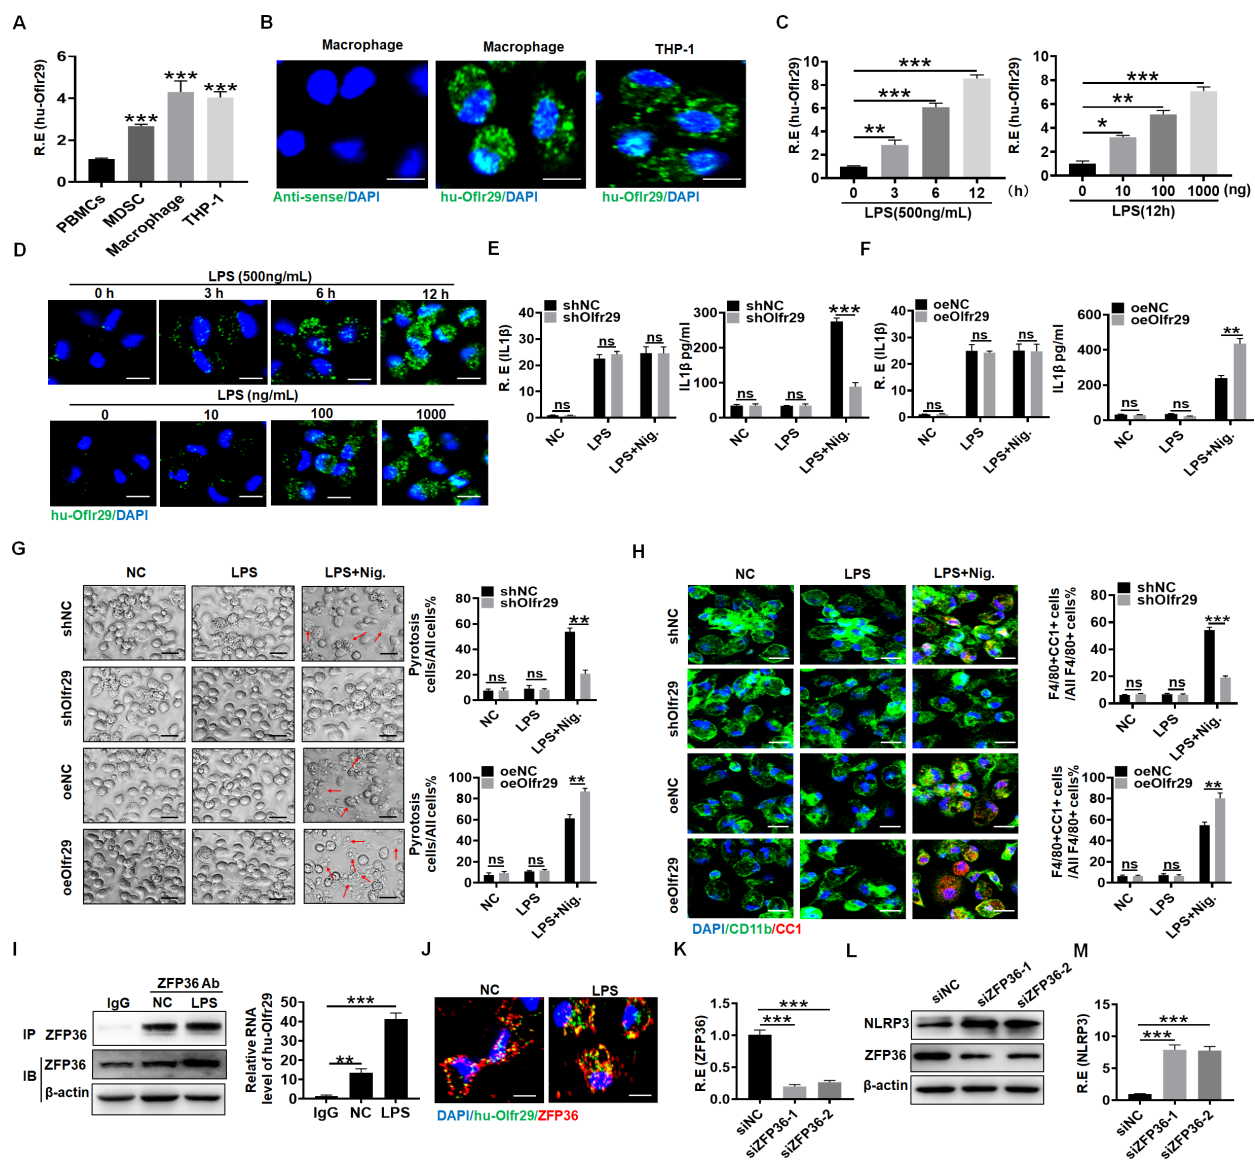 A
R.E (hu-Oflr29)
6
4
2
0
***
***
***
PBMCs
MDSC
Macrophage
THP-1
B
Macrophage
Macrophage
THP-1
Anti-sense/DAPI
hu-Oflr29/DAPI
hu-Oflr29/DAPI
C
R.E (hu-Oflr29)
10
8
6
4
2
0
***
***
**
0 3 6 12 (h)
LPS(500ng/mL)
R.E (hu-Oflr29)
10
8
6
4
2
0
***
**
*
0 10 100 1000 (ng)
LPS(12h)
D
LPS (500ng/mL)
0 h 3 h 6 h 12 h
LPS (ng/mL)
0 10 100 1000
hu-Oflr29/DAPI
E
shNC
shOlfr29
R. E (IL1β)
40
30
20
10
0
ns ns ns
NC LPS LPS+Nig.
shNC
shOlfr29
IL1β pg/ml
300
200
100
0
ns ns ***
NC LPS LPS+Nig.
F
oeNC
oeOlfr29
R. E (IL1β)
40
30
20
10
0
ns ns ns
NC LPS LPS+Nig.
oeNC
oeOlfr29
IL1β pg/ml
600
400
200
0
ns ns **
NC LPS LPS+Nig.
G
NC LPS LPS+Nig.
shNC
shOlfr29
oeNC
oeOlfr29
shNC
shOlfr29
Pyrotosis
cells/All cells%
80
60
40
20
0
ns ns **
NC LPS LPS+Nig.
oeNC
oeOlfr29
Pyrotosis
cells/All cells%
100
80
60
40
20
0
ns ns **
NC LPS LPS+Nig.
H
NC LPS LPS+Nig.
shNC
shOlfr29
oeNC
oeOlfr29
DAPI/CD11b/CC1
shNC
shOlfr29
F4/80+CC1+ cells
/All F4/80+ cells%
80
60
40
20
0
ns ns ***
NC LPS LPS+Nig.
oeNC
oeOlfr29
F4/80+CC1+ cells
/All F4/80+ cells%
100
80
60
40
20
0
ns ns **
NC LPS LPS+Nig.
I
ZFP36 Ab
IgG NC LPS
IP ZFP36
IB ZFP36
β-actin
Relative RNA
level of hu-Olfr29
50
40
30
20
10
0
***
**
IgG NC LPS
J
NC LPS
DAPI/hu-Olfr29/ZFP36
K
R.E (ZFP36)
1.5
1.0
0.5
0.0
***
***
siNC
siZFP36-1
siZFP36-2
L
siNC siZFP36-1 siZFP36-2
NLRP3
ZFP36
β-actin
M
R.E (NLRP3)
15
10
5
0
***
***
siNC
siZFP36-1
siZFP36-2